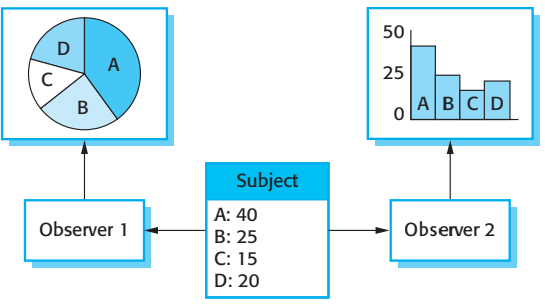 D
A
C
B
50
25
0
A B C D
Subject
A: 40
B: 25
C: 15
D: 20
Observer 1
Observer 2